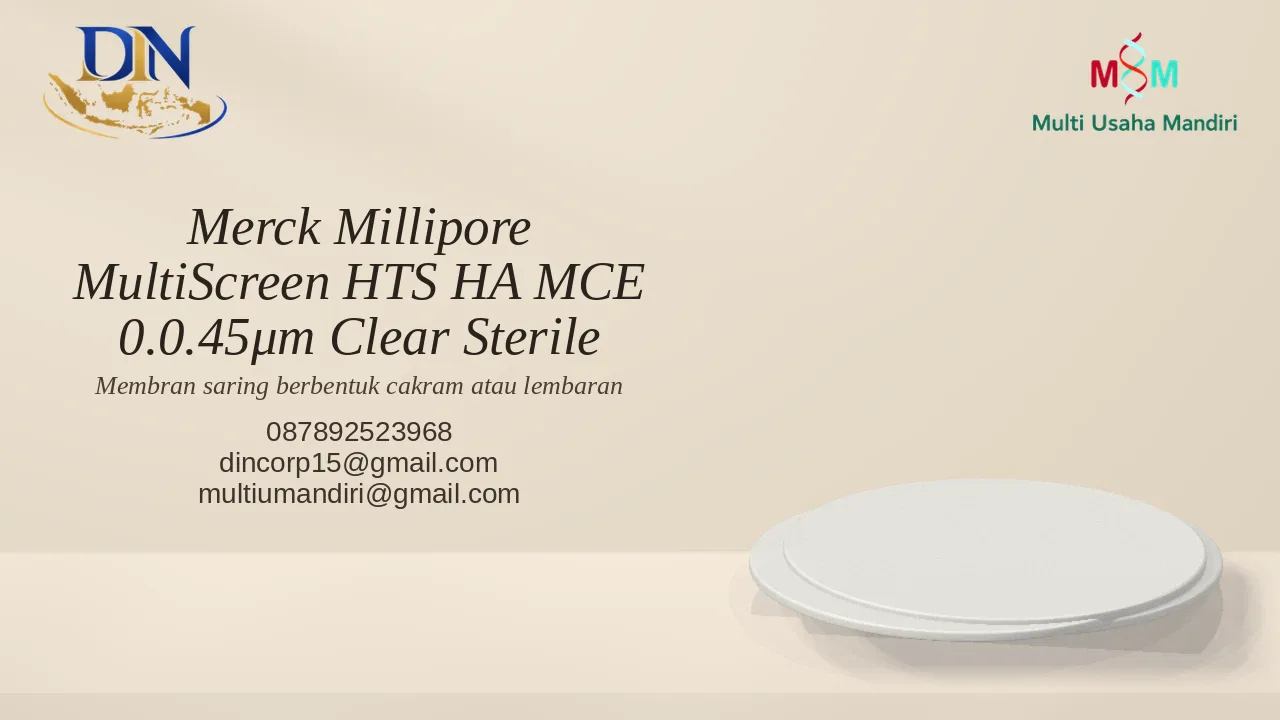 DIN
M M
Multi Usaha Mandiri
Merck Millipore
MultiScreen HTS HA MCE
0.0.45µm Clear Sterile
Membran saring berbentuk cakram atau lembaran
087892523968
dincorp15@gmail.com
multiumandiri@gmail.com